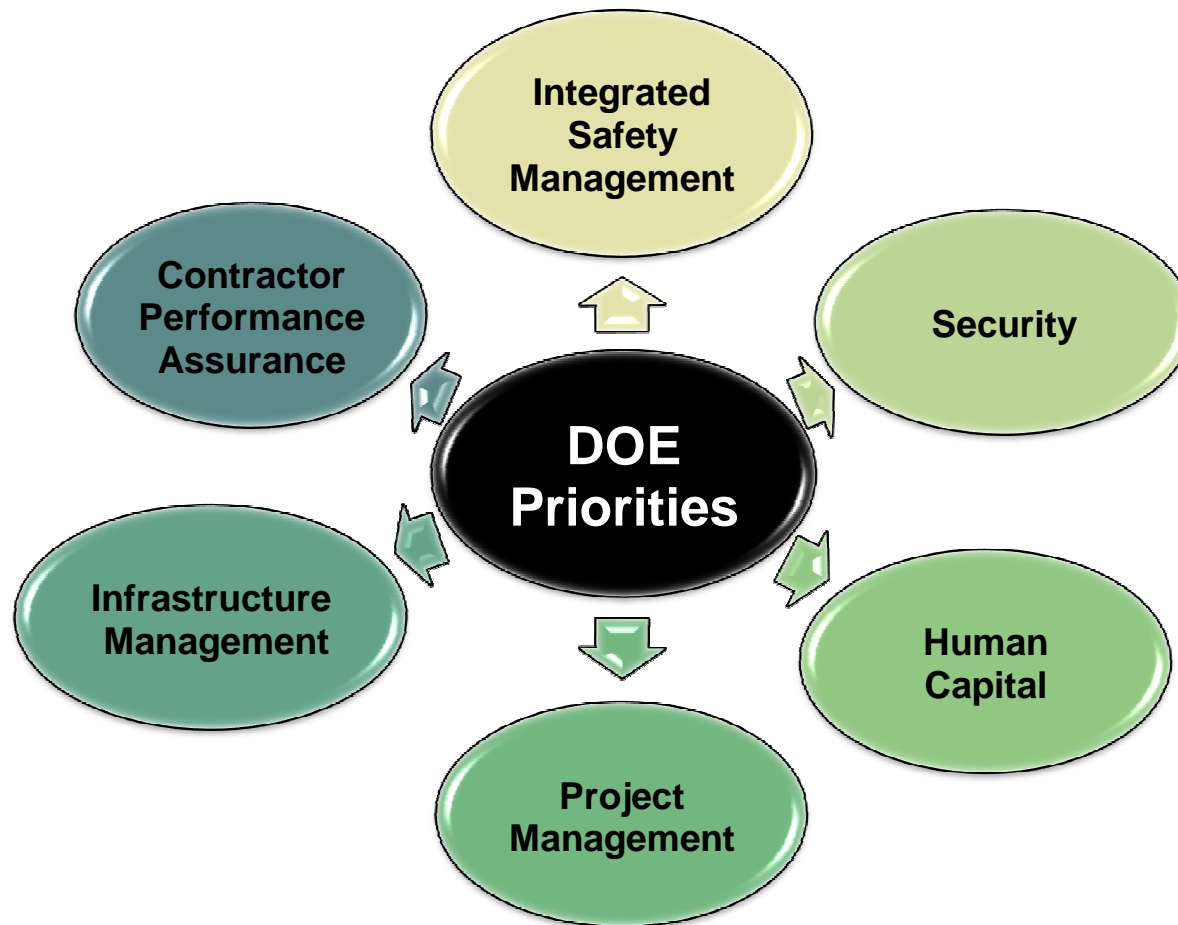 Integrated
Safety
Management
Contractor
Performance
Assurance
Security
DOE
Priorities
Infrastructure
Management
Human
Capital
Project
Management